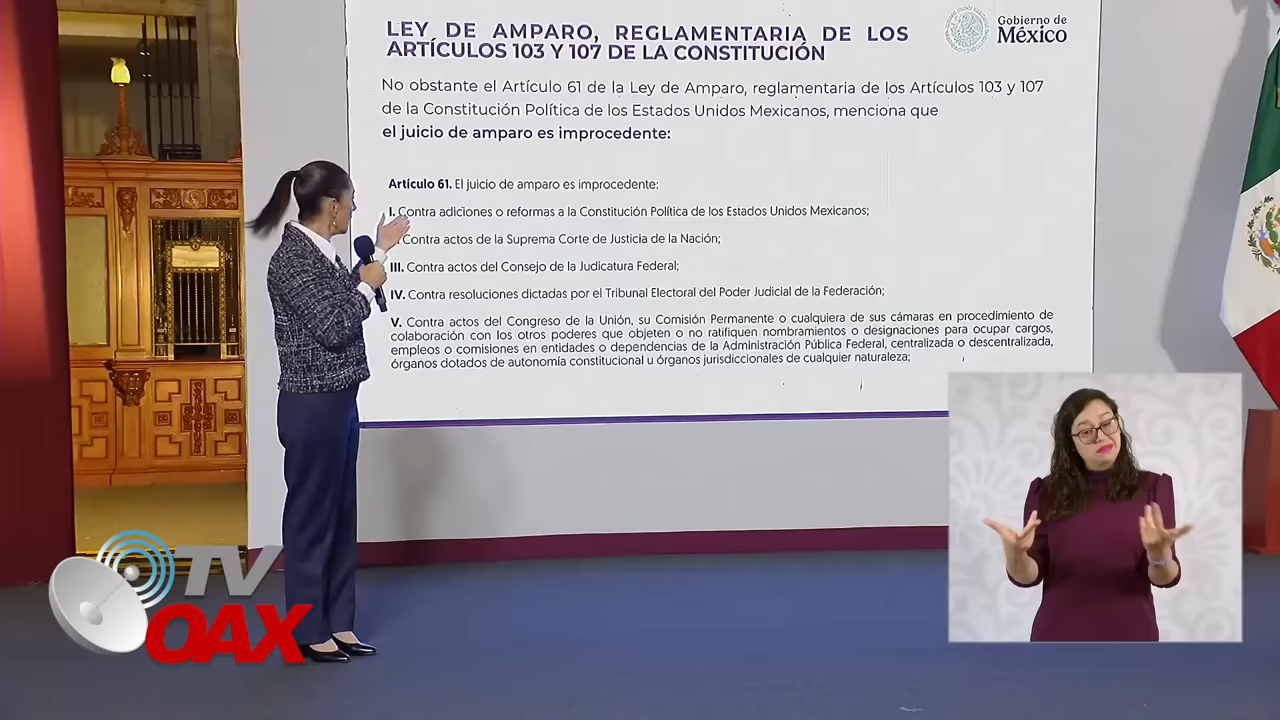 LEY DE AMPARO, REGLAMENTARIA DE LOS
ARTÍCULOS 103 Y 107 DE LA CONSTITUCIÓN
Gobierno de
México
No obstante el Artículo 61 de la Ley de Amparo, reglamentaria de los Artículos 103 y 107
de la Constitución Política de los Estados Unidos Mexicanos, menciona que
el juicio de amparo es improcedente:
Artículo 61. El juicio de amparo es improcedente:
I. Contra adiciones o reformas a la Constitución Política de los Estados Unidos Mexicanos;
Contra actos de la Suprema Corte de Justicia de la Nación;
III. Contra actos del Consejo de la Judicatura Federal;
IV. Contra resoluciones dictadas por el Tribunal Electoral del Poder Judicial de la Federación;
V. Contra actos del Congreso de la Unión, su Comisión Permanente o cualquiera de sus cámaras en procedimiento de
colaboración con los otros poderes que objeten o no ratifiquen nombramientos o designaciones para ocupar cargos,
empleos o comisiones en entidades o dependencias de la Administración Pública Federal, centralizada o descentralizada,
órganos dotados de autonomía constitucional u órganos jurisdiccionales de cualquier naturaleza;
TV
OAX